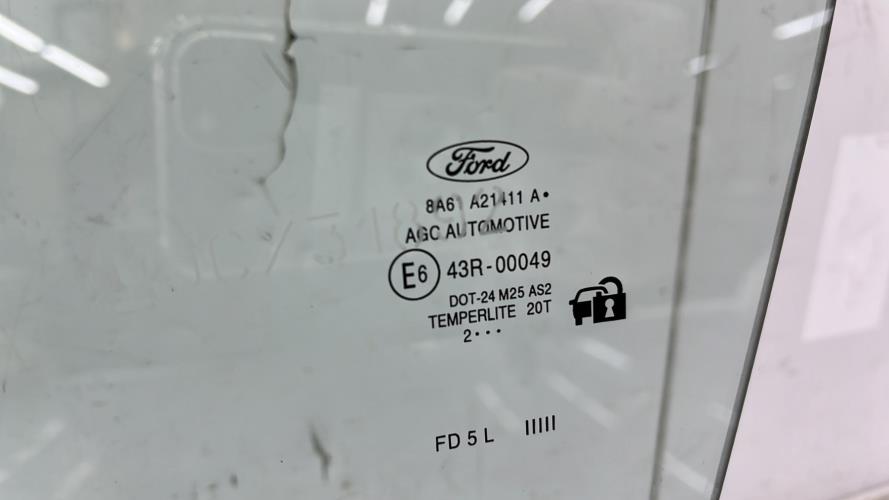 Ford
8A61 A21411 A•
AGC AUTOMOTIVE
E6 43R-00049
DOT-24 M25 AS2
TEMPERLITE 20T
2•••
FD 5 L IIIII